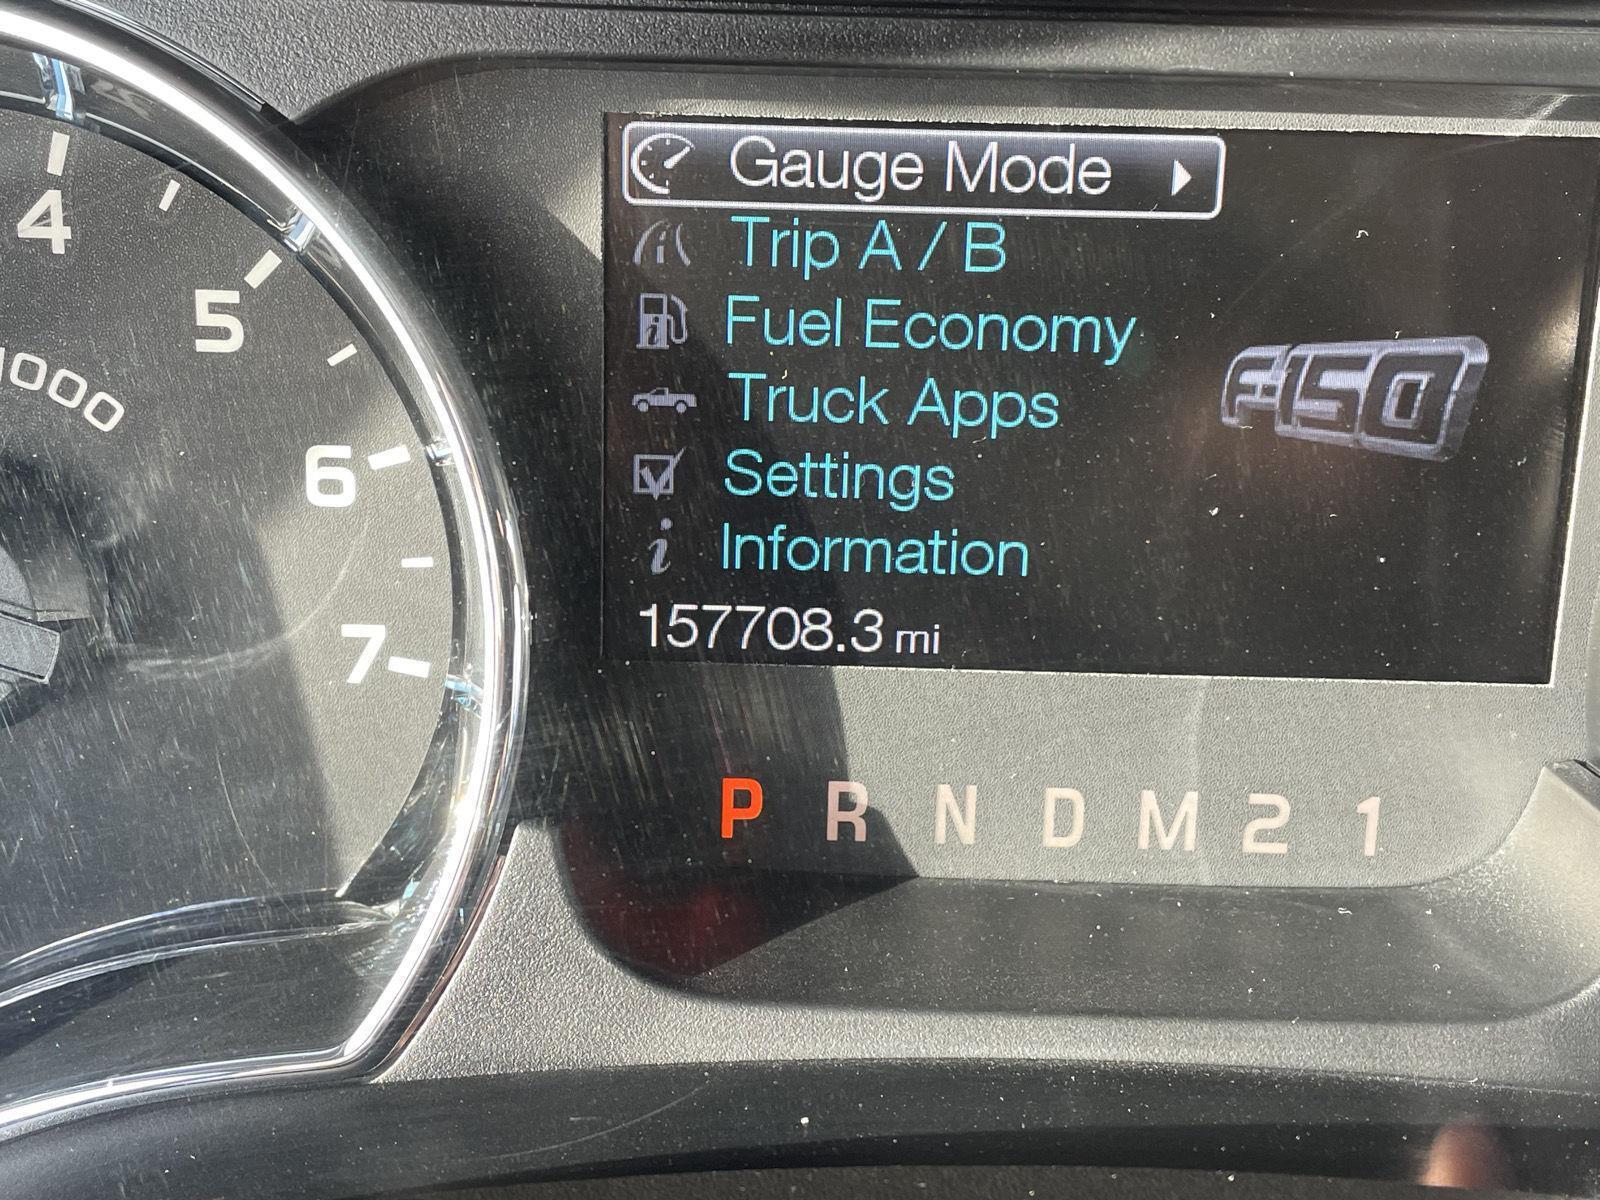 4
5
1000
6
7
Gauge Mode
Trip A / B
Fuel Economy
Truck Apps
Settings
Information
157708.3 mi
F-150
P R N D M 2 1